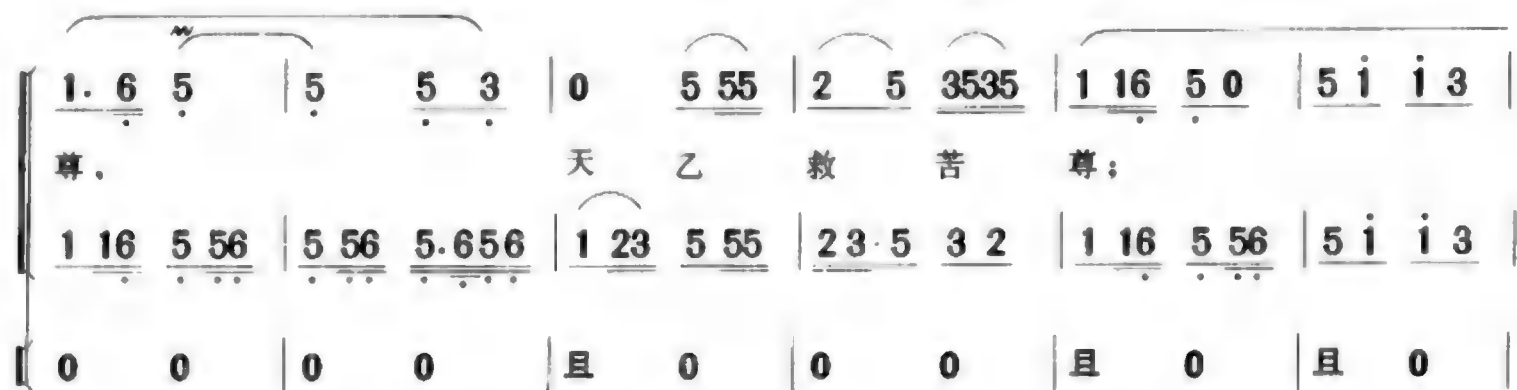 1. 6 5 | 5 5 3 | 0 5 55 | 2 5 3535 | 1 16 5 0 | 5 i i 3 |
尊， 天 乙 救 苦 尊；
1 16 5 56 | 5 56 5.656 | 1 23 5 55 | 23·5 3 2 | 1 16 5 56 | 5 i i 3 |
0 0 | 0 0 | 且 0 | 0 0 | 且 0 | 且 0 |